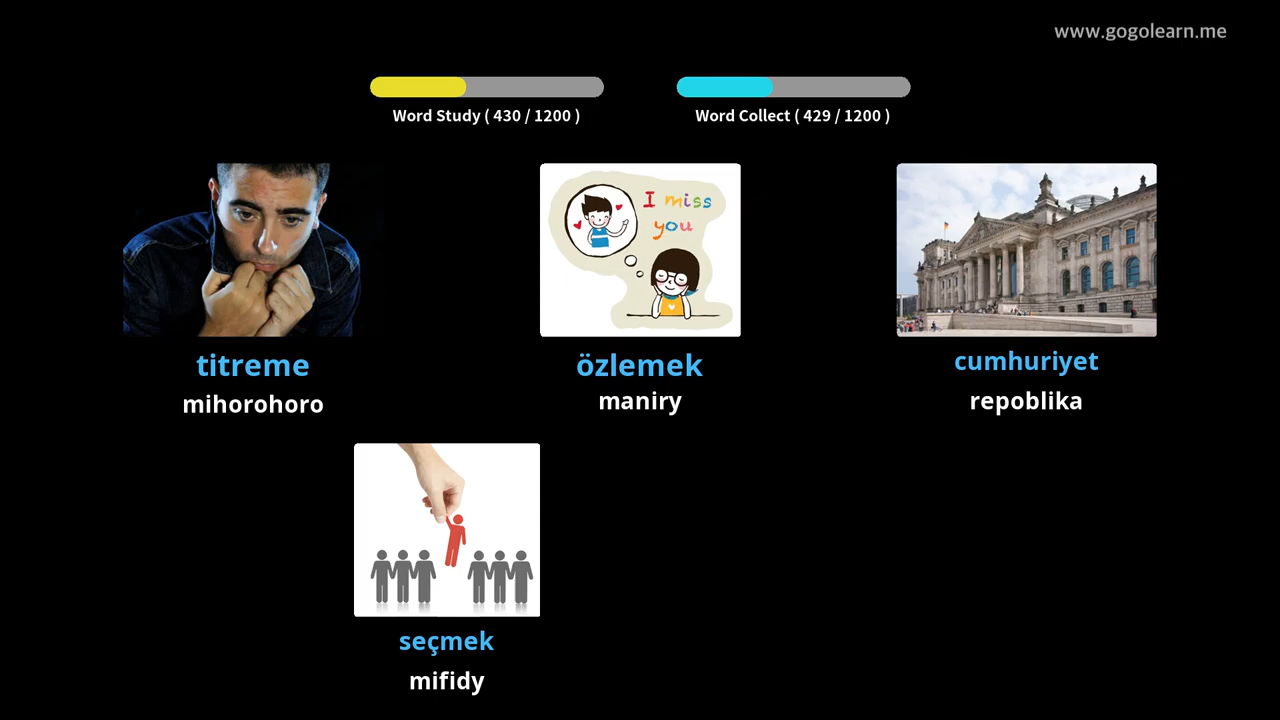 www.gogolearn.me
Word Study ( 430 / 1200 )
Word Collect ( 429 / 1200 )
I miss
you
titreme
mihorohoro
özlemek
maniry
cumhuriyet
repoblika
seçmek
mifidy